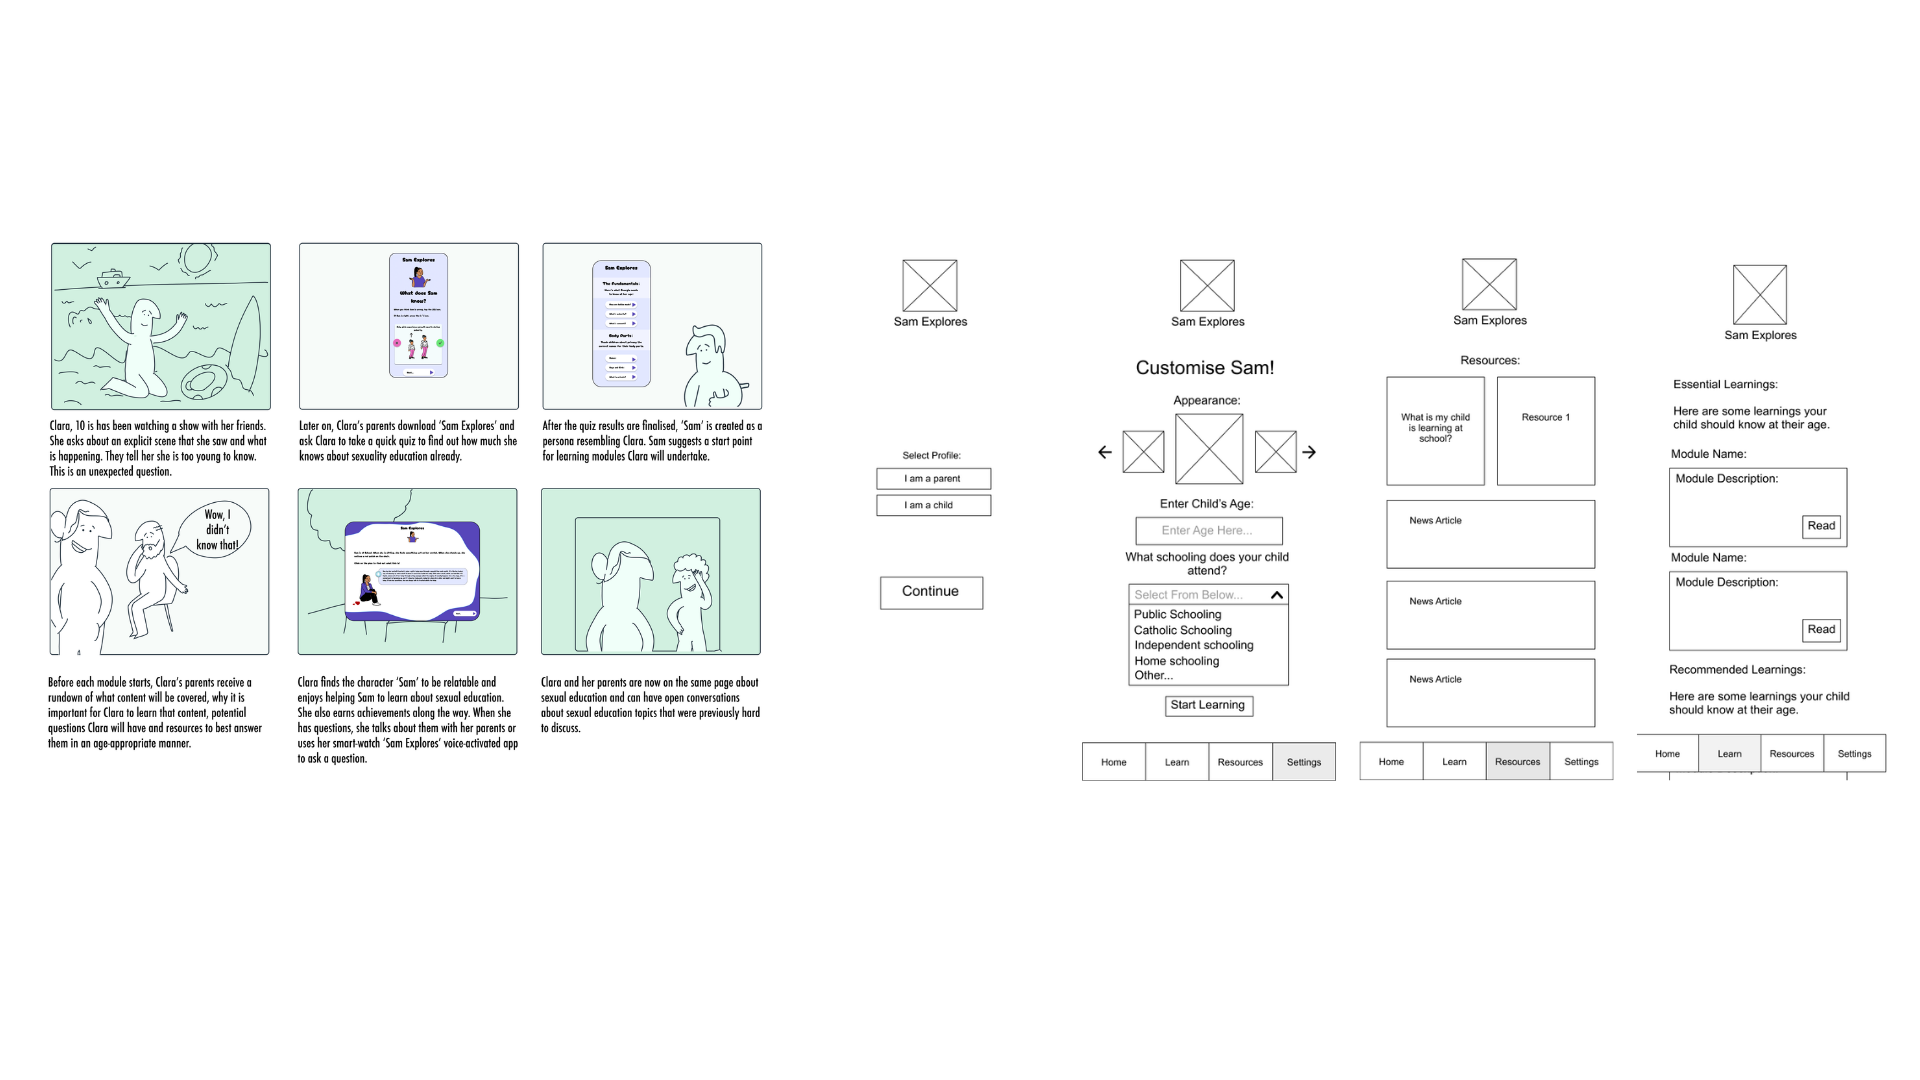 Sam Explores
What does Sam
know?
Sam Explores
The Fundamentals:
Body Parts:
Clara, 10 is has been watching a show with her friends.
She asks about an explicit scene that she saw and what
is happening. They tell her she is too young to know.
This is an unexpected question.
Later on, Clara's parents download 'Sam Explores' and
ask Clara to take a quick quiz to find out how much she
knows about sexuality education already.
After the quiz results are finalised, 'Sam' is created as a
persona resembling Clara. Sam suggests a start point
for learning modules Clara will undertake.
Wow, I
didn't
know that!
Sam Explores
Before each module starts, Clara's parents receive a
rundown of what content will be covered, why it is
important for Clara to learn that content, potential
questions Clara will have and resources to best answer
them in an age-appropriate manner.
Clara finds the character 'Sam' to be relatable and
enjoys helping Sam to learn about sexual education.
She also earns achievements along the way. When she
has questions, she talks about them with her parents or
uses her smart-watch 'Sam Explores' voice-activated app
to ask a question.
Clara and her parents are now on the same page about
sexual education and can have open conversations
about sexual education topics that were previously hard
to discuss.
Sam Explores
Select Profile:
I am a parent
I am a child
Continue
Sam Explores
Customise Sam!
Appearance:
Enter Child's Age:
Enter Age Here...
What schooling does your child
attend?
Select From Below...
Public Schooling
Catholic Schooling
Independent schooling
Home schooling
Other...
Start Learning
Home Learn Resources Settings
Sam Explores
Resources:
What is my child
is learning at
school?
Resource 1
News Article
News Article
News Article
Home Learn Resources Settings
Sam Explores
Essential Learnings:
Here are some learnings your
child should know at their age.
Module Name:
Module Description:
Read
Module Name:
Module Description:
Read
Recommended Learnings:
Here are some learnings your child
should know at their age.
Home Learn Resources Settings